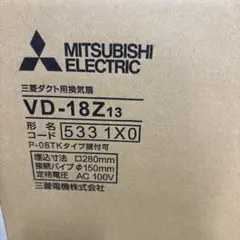 MITSUBISHI
ELECTRIC
三菱ダクト用換気扇
VD-18Z13
形名コード 533 1X0
P-08TKタイプ据付可
埋込寸法 □280mm
接続パイプ φ150mm
定格電圧 AC 100V
三菱電機株式会社